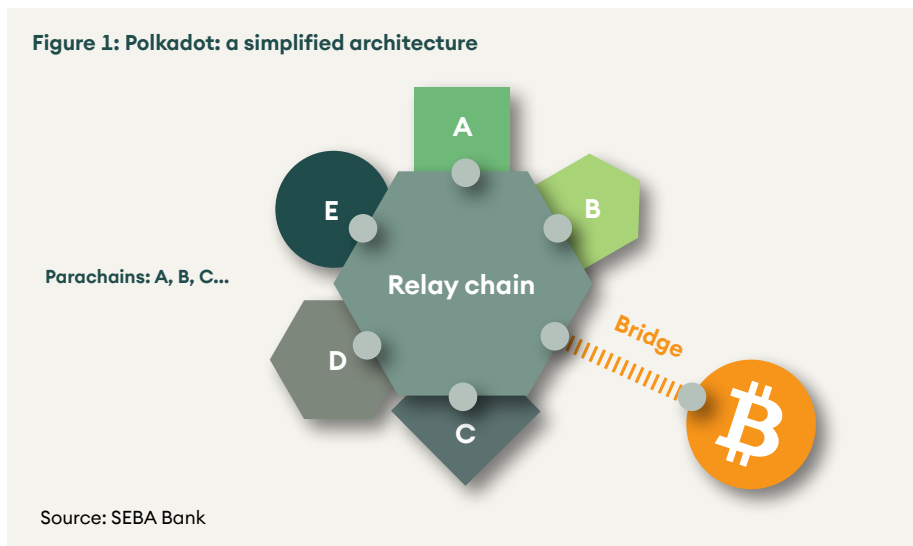 Figure 1: Polkadot: a simplified architecture
A
B
E
Parachains: A, B, C...
Relay chain
Bridge
D
C
Source: SEBA Bank